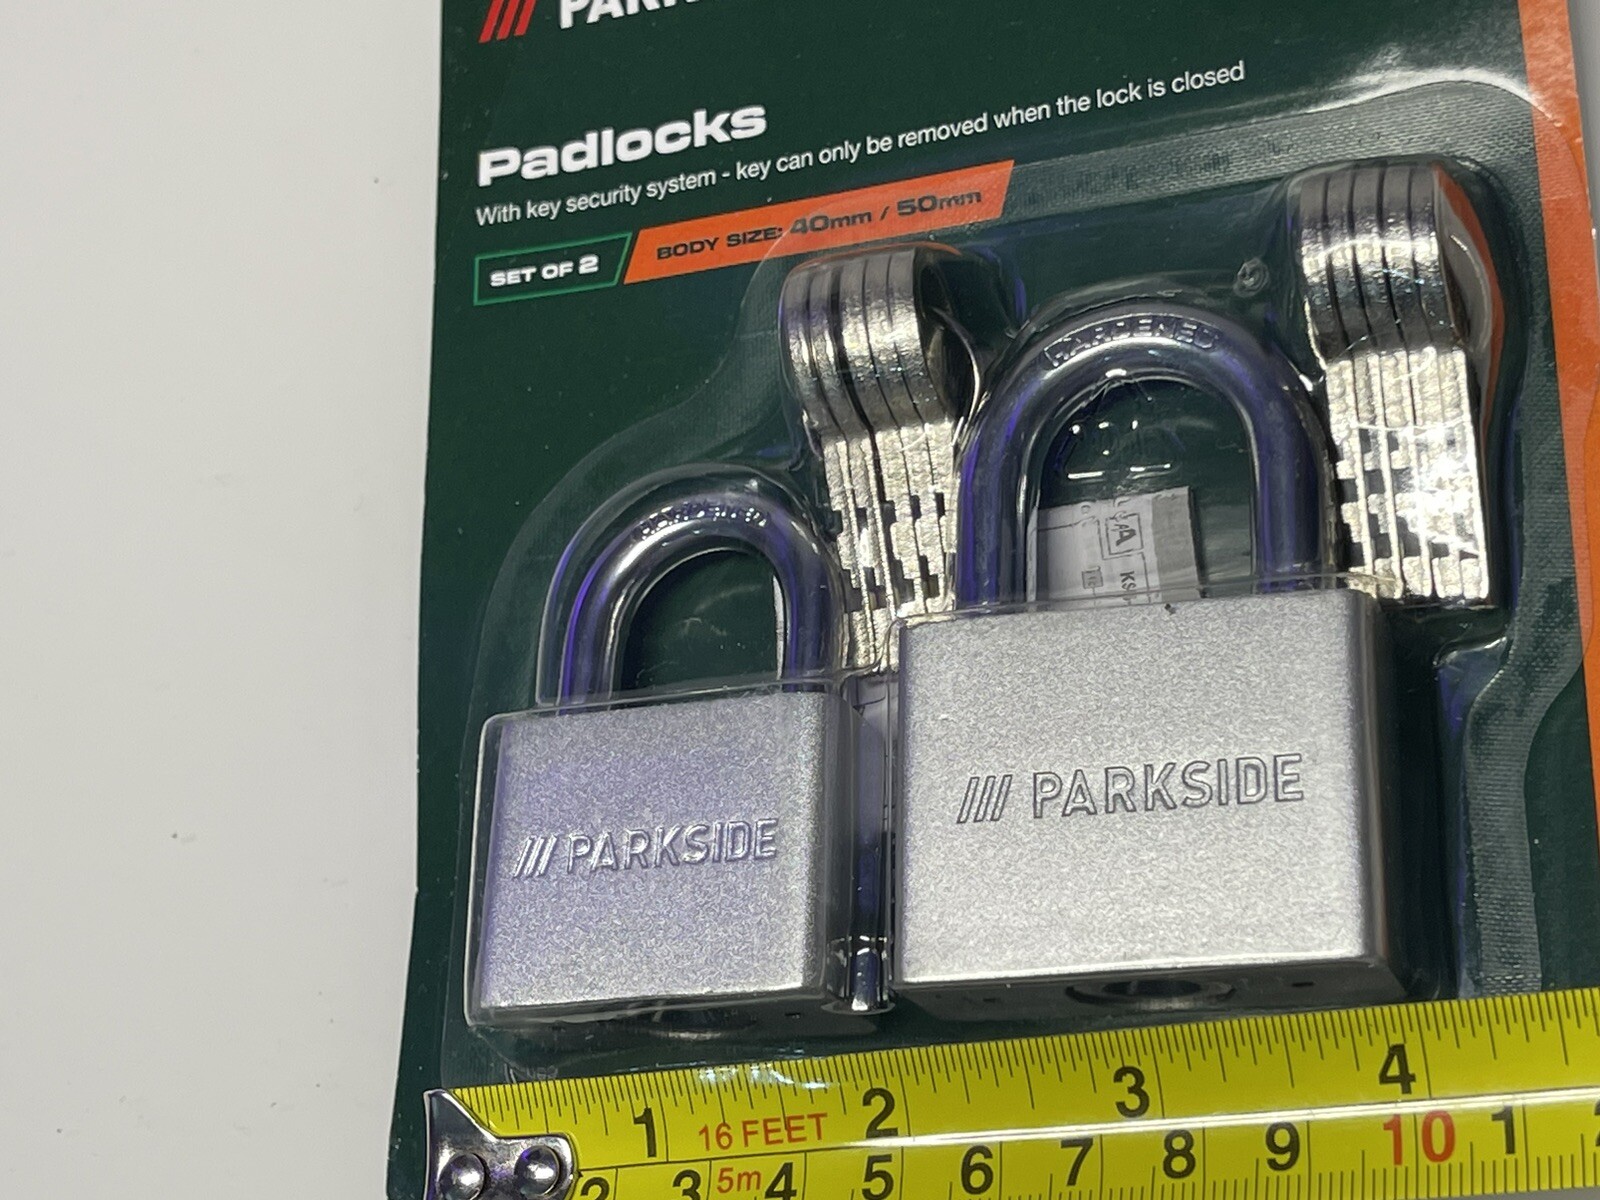 Padlocks
With key security system - key can only be removed when the lock is closed
SET OF 2
BODY SIZE: 40mm / 50mm
HARDENED
HARDENED
A
/// PARKSIDE
/// PARKSIDE
1 16 FEET 2 3 4
2 3 5m 4 5 6 7 8 9 10 1